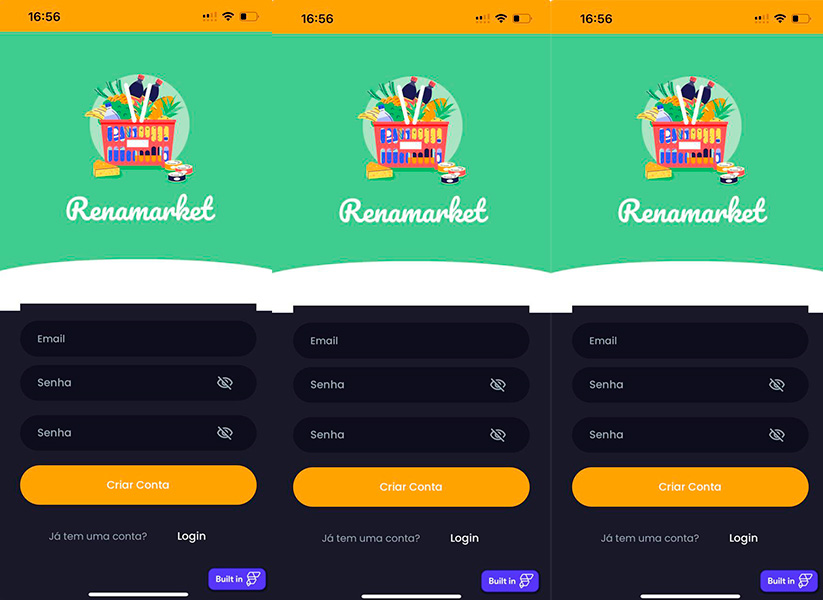 16:56
Renamarket
Email
Senha
Senha
Criar Conta
Já tem uma conta? Login
Built in
16:56
Renamarket
Email
Senha
Senha
Criar Conta
Já tem uma conta? Login
Built in
16:56
Renamarket
Email
Senha
Senha
Criar Conta
Já tem uma conta? Login
Built in